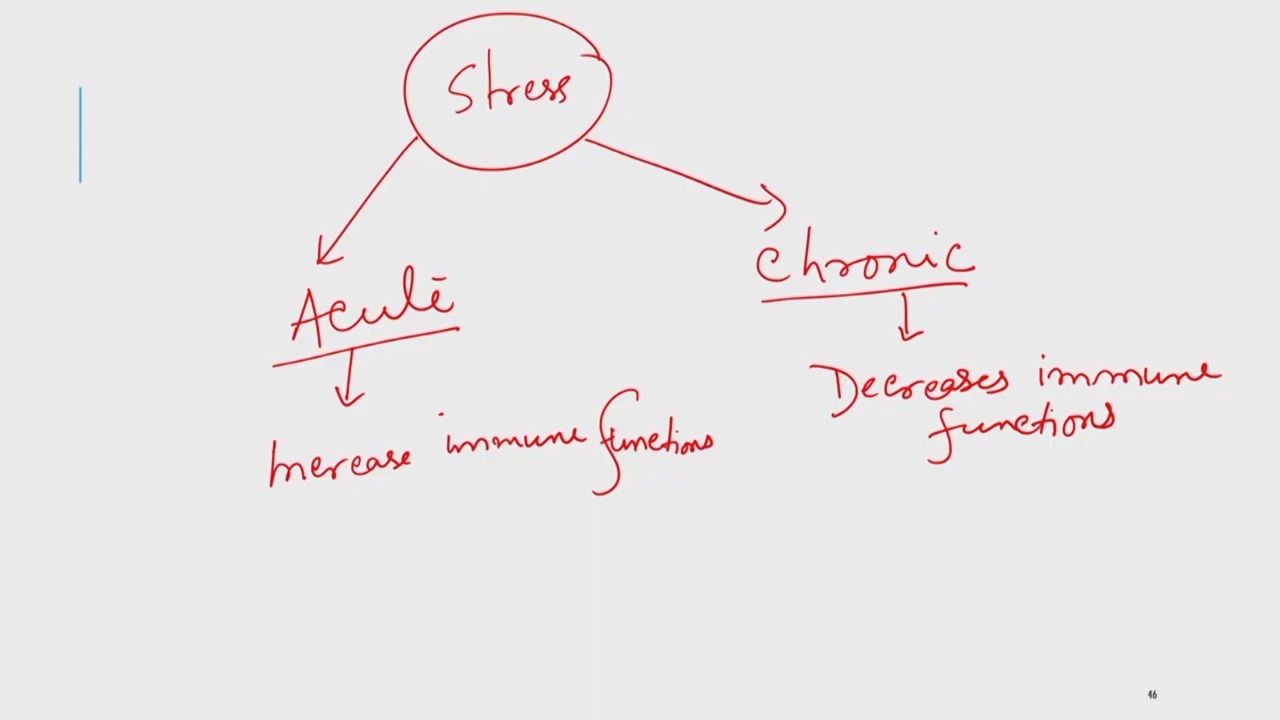 Stress
Acute
Chronic
Increase immune functions
Decreases immune
functions
46